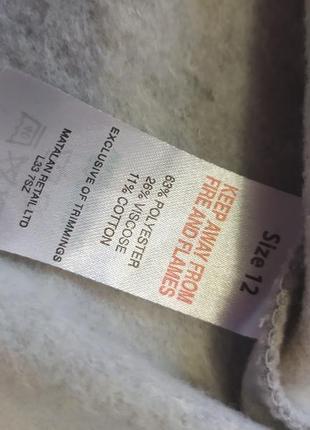 Size 12
KEEP AWAY FROM
FIRE AND FLAMES
63% POLYESTER
26% VISCOSE
11% COTTON
EXCLUSIVE OF TRIMMINGS
MATALAN RETAIL LTD
L33 7SZ